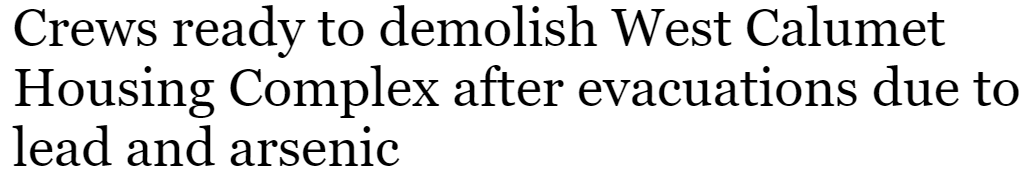 Crews ready to demolish West Calumet
Housing Complex after evacuations due to
lead and arsenic